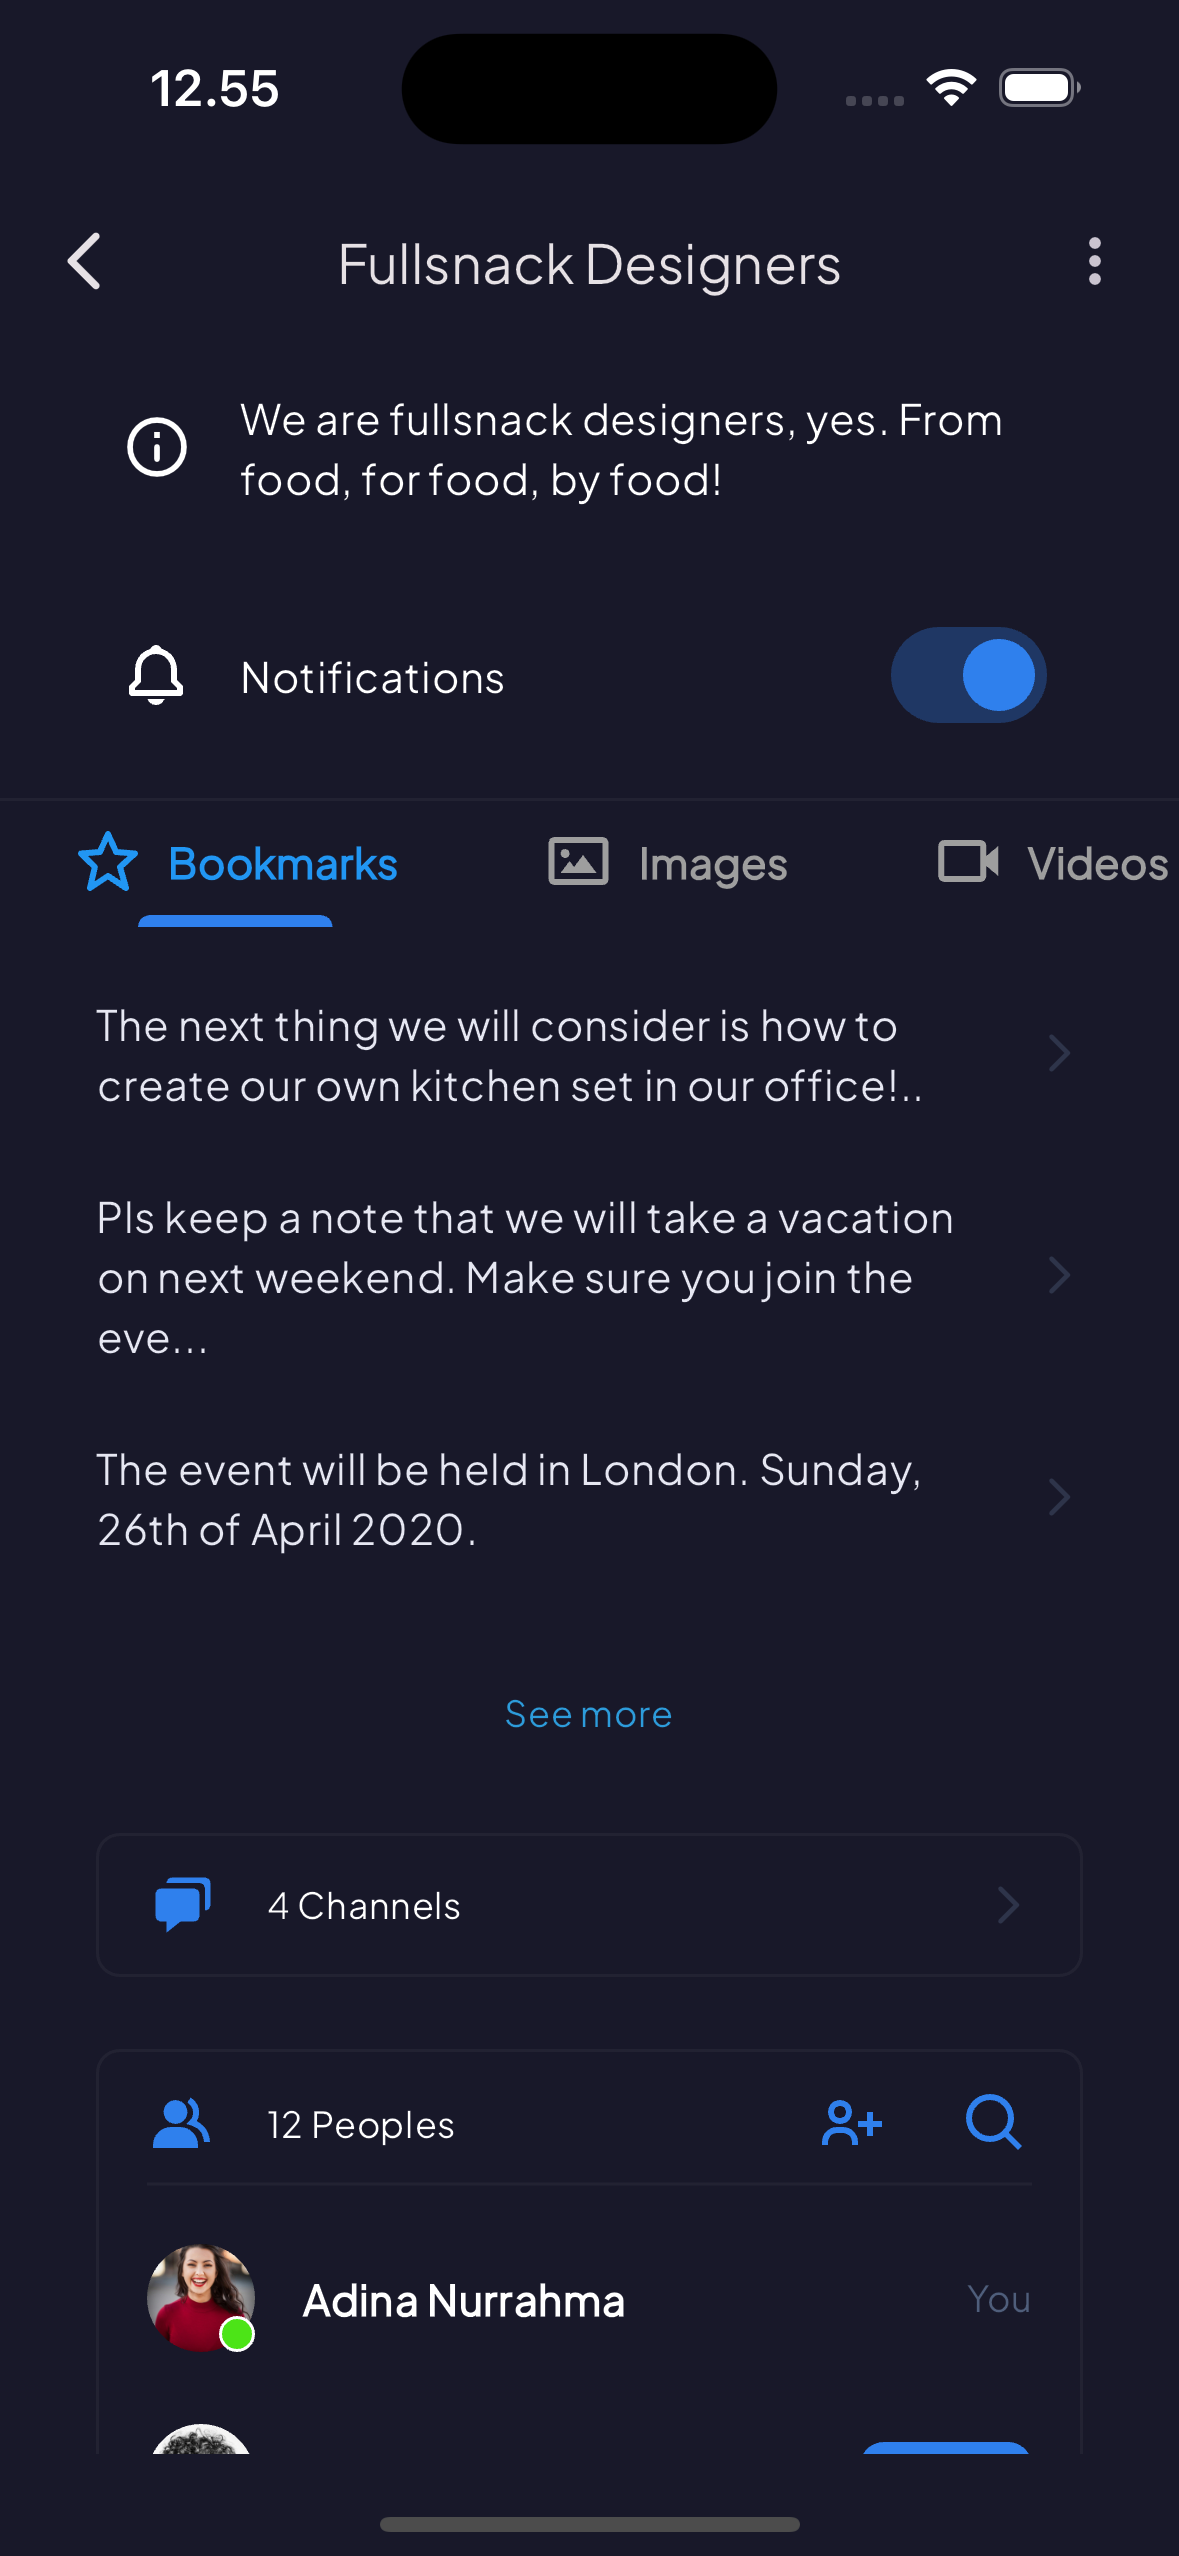 12.55
Fullsnack Designers
We are fullsnack designers, yes. From
food, for food, by food!
Notifications
Bookmarks
Images
Videos
The next thing we will consider is how to
create our own kitchen set in our office!..
Pls keep a note that we will take a vacation
on next weekend. Make sure you join the
eve...
The event will be held in London. Sunday,
26th of April 2020.
See more
4 Channels
12 Peoples
Adina Nurrahma
You